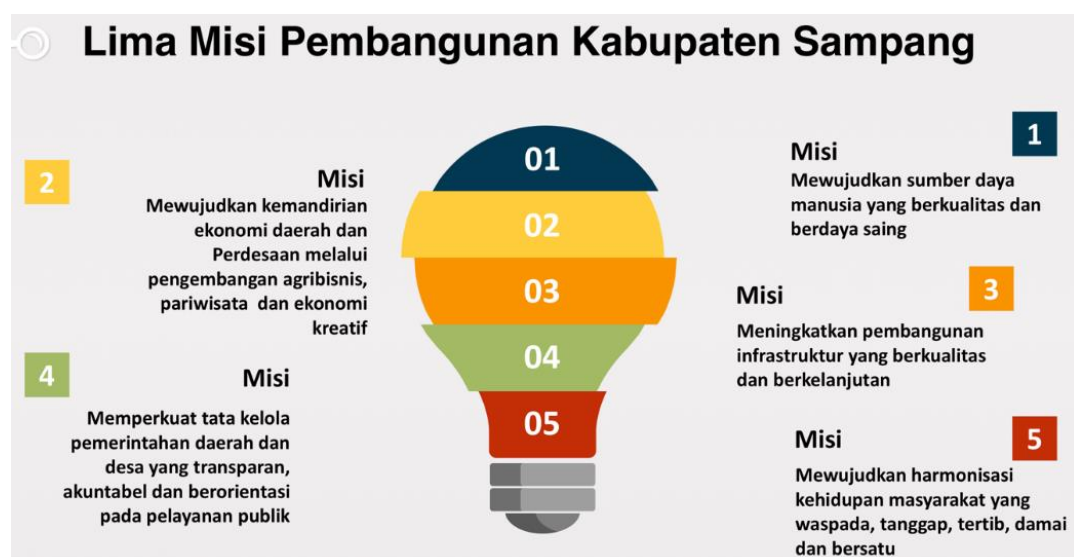 Lima Misi Pembangunan Kabupaten Sampang
1
Misi
Mewujudkan sumber daya
manusia yang berkualitas dan
berdaya saing
2
Misi
Mewujudkan kemandirian
ekonomi daerah dan
Perdesaan melalui
pengembangan agribisnis,
pariwisata dan ekonomi
kreatif
3
Misi
Meningkatkan pembangunan
infrastruktur yang berkualitas
dan berkelanjutan
4
Misi
Memperkuat tata kelola
pemerintahan daerah dan
desa yang transparan,
akuntabel dan berorientasi
pada pelayanan publik
5
Misi
Mewujudkan harmonisasi
kehidupan masyarakat yang
waspada, tanggap, tertib, damai
dan bersatu
01
02
03
04
05